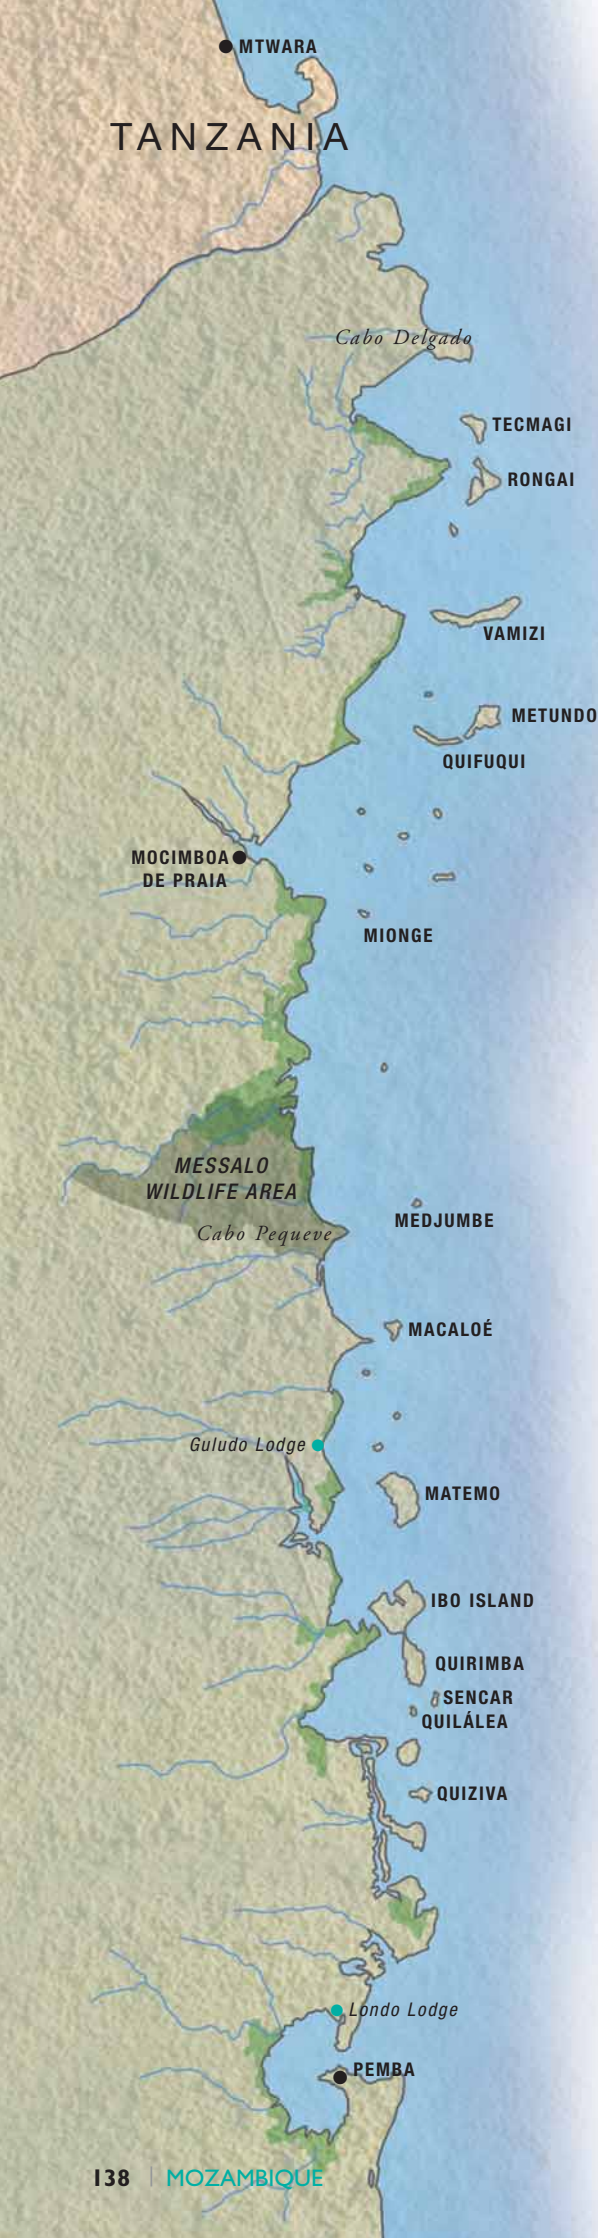 MTWARA
TANZANIA
Cabo Delgado
TECMAGI
RONGAI
VAMIZI
METUNDO
QUIFUQUI
MOCIMBOA
DE PRAIA
MIONGE
MESSALO
WILDLIFE AREA
MEDJUMBE
Cabo Pequeve
MACALOÉ
Guludo Lodge
MATEMO
IBO ISLAND
QUIRIMBA
SENCAR
QUILÁLEA
QUIZIVA
Londo Lodge
PEMBA
138 | MOZAMBIQUE